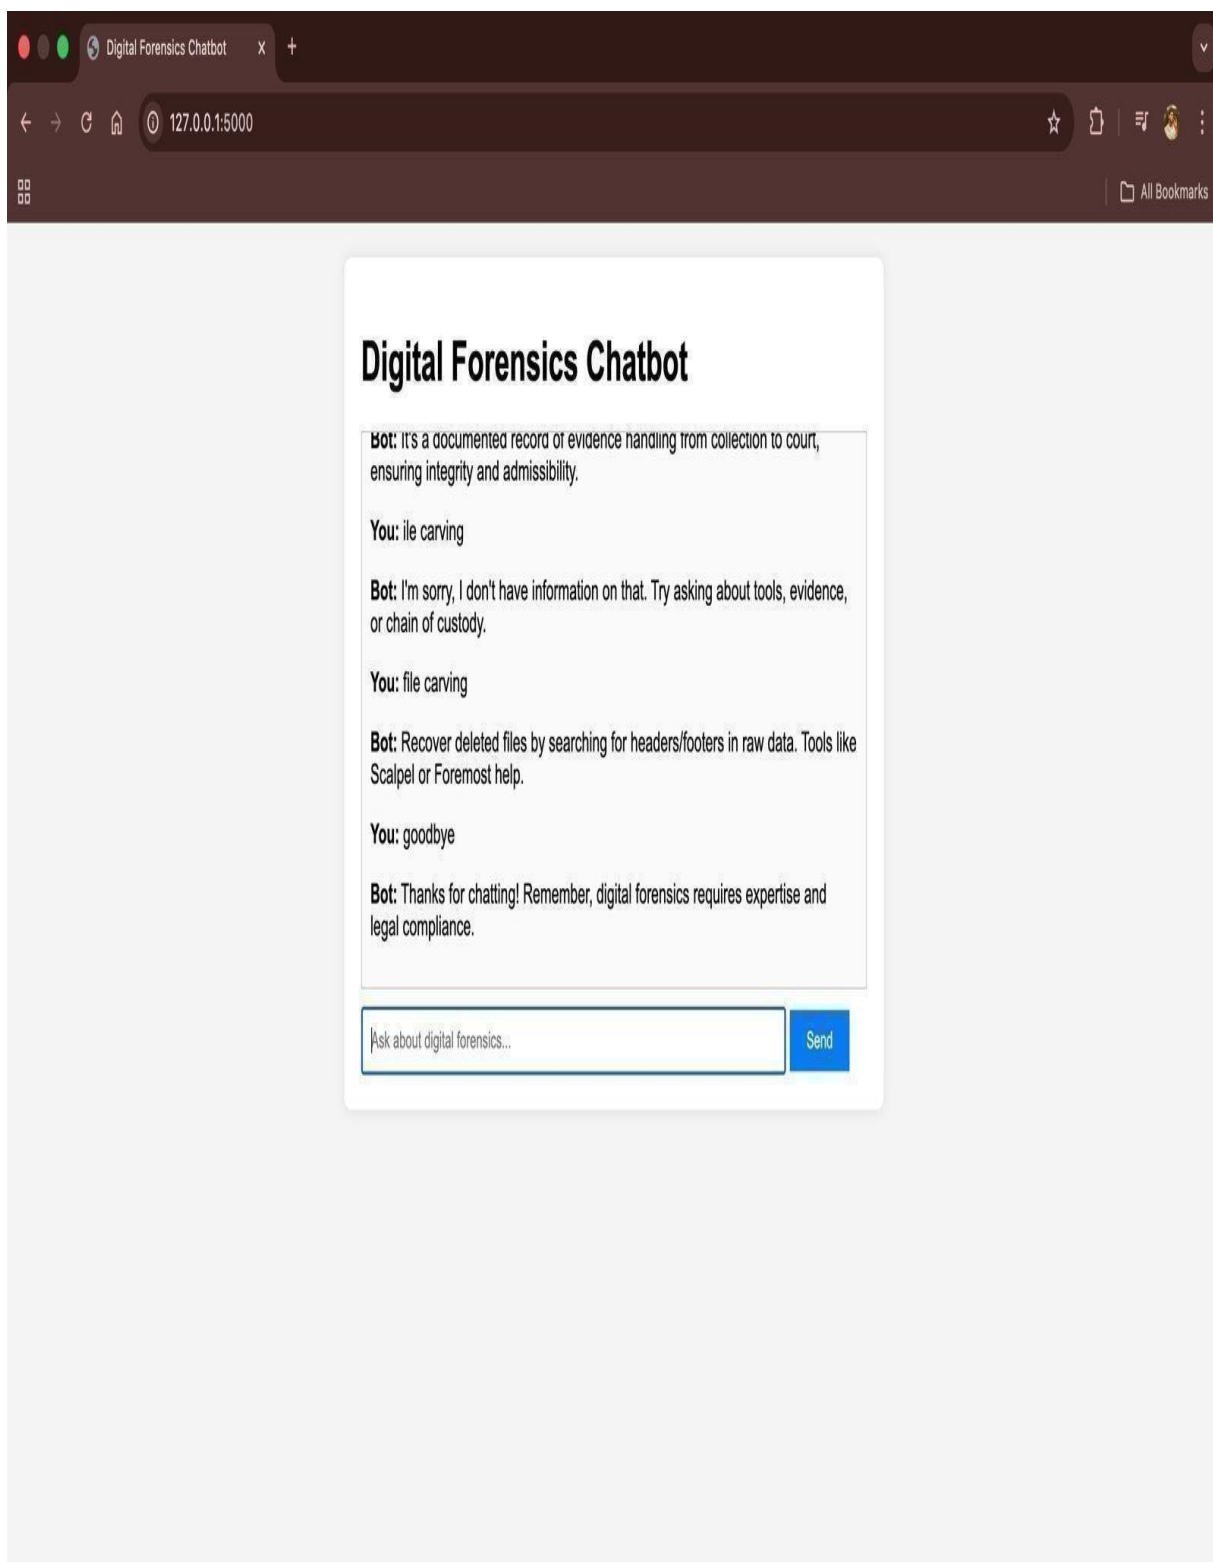 Digital Forensics Chatbot
127.0.0.1:5000
All Bookmarks
Digital Forensics Chatbot
Bot: It's a documented record of evidence handling from collection to court,
ensuring integrity and admissibility.
You: ile carving
Bot: I'm sorry, I don't have information on that. Try asking about tools, evidence,
or chain of custody.
You: file carving
Bot: Recover deleted files by searching for headers/footers in raw data. Tools like
Scalpel or Foremost help.
You: goodbye
Bot: Thanks for chatting! Remember, digital forensics requires expertise and
legal compliance.
Ask about digital forensics...
Send